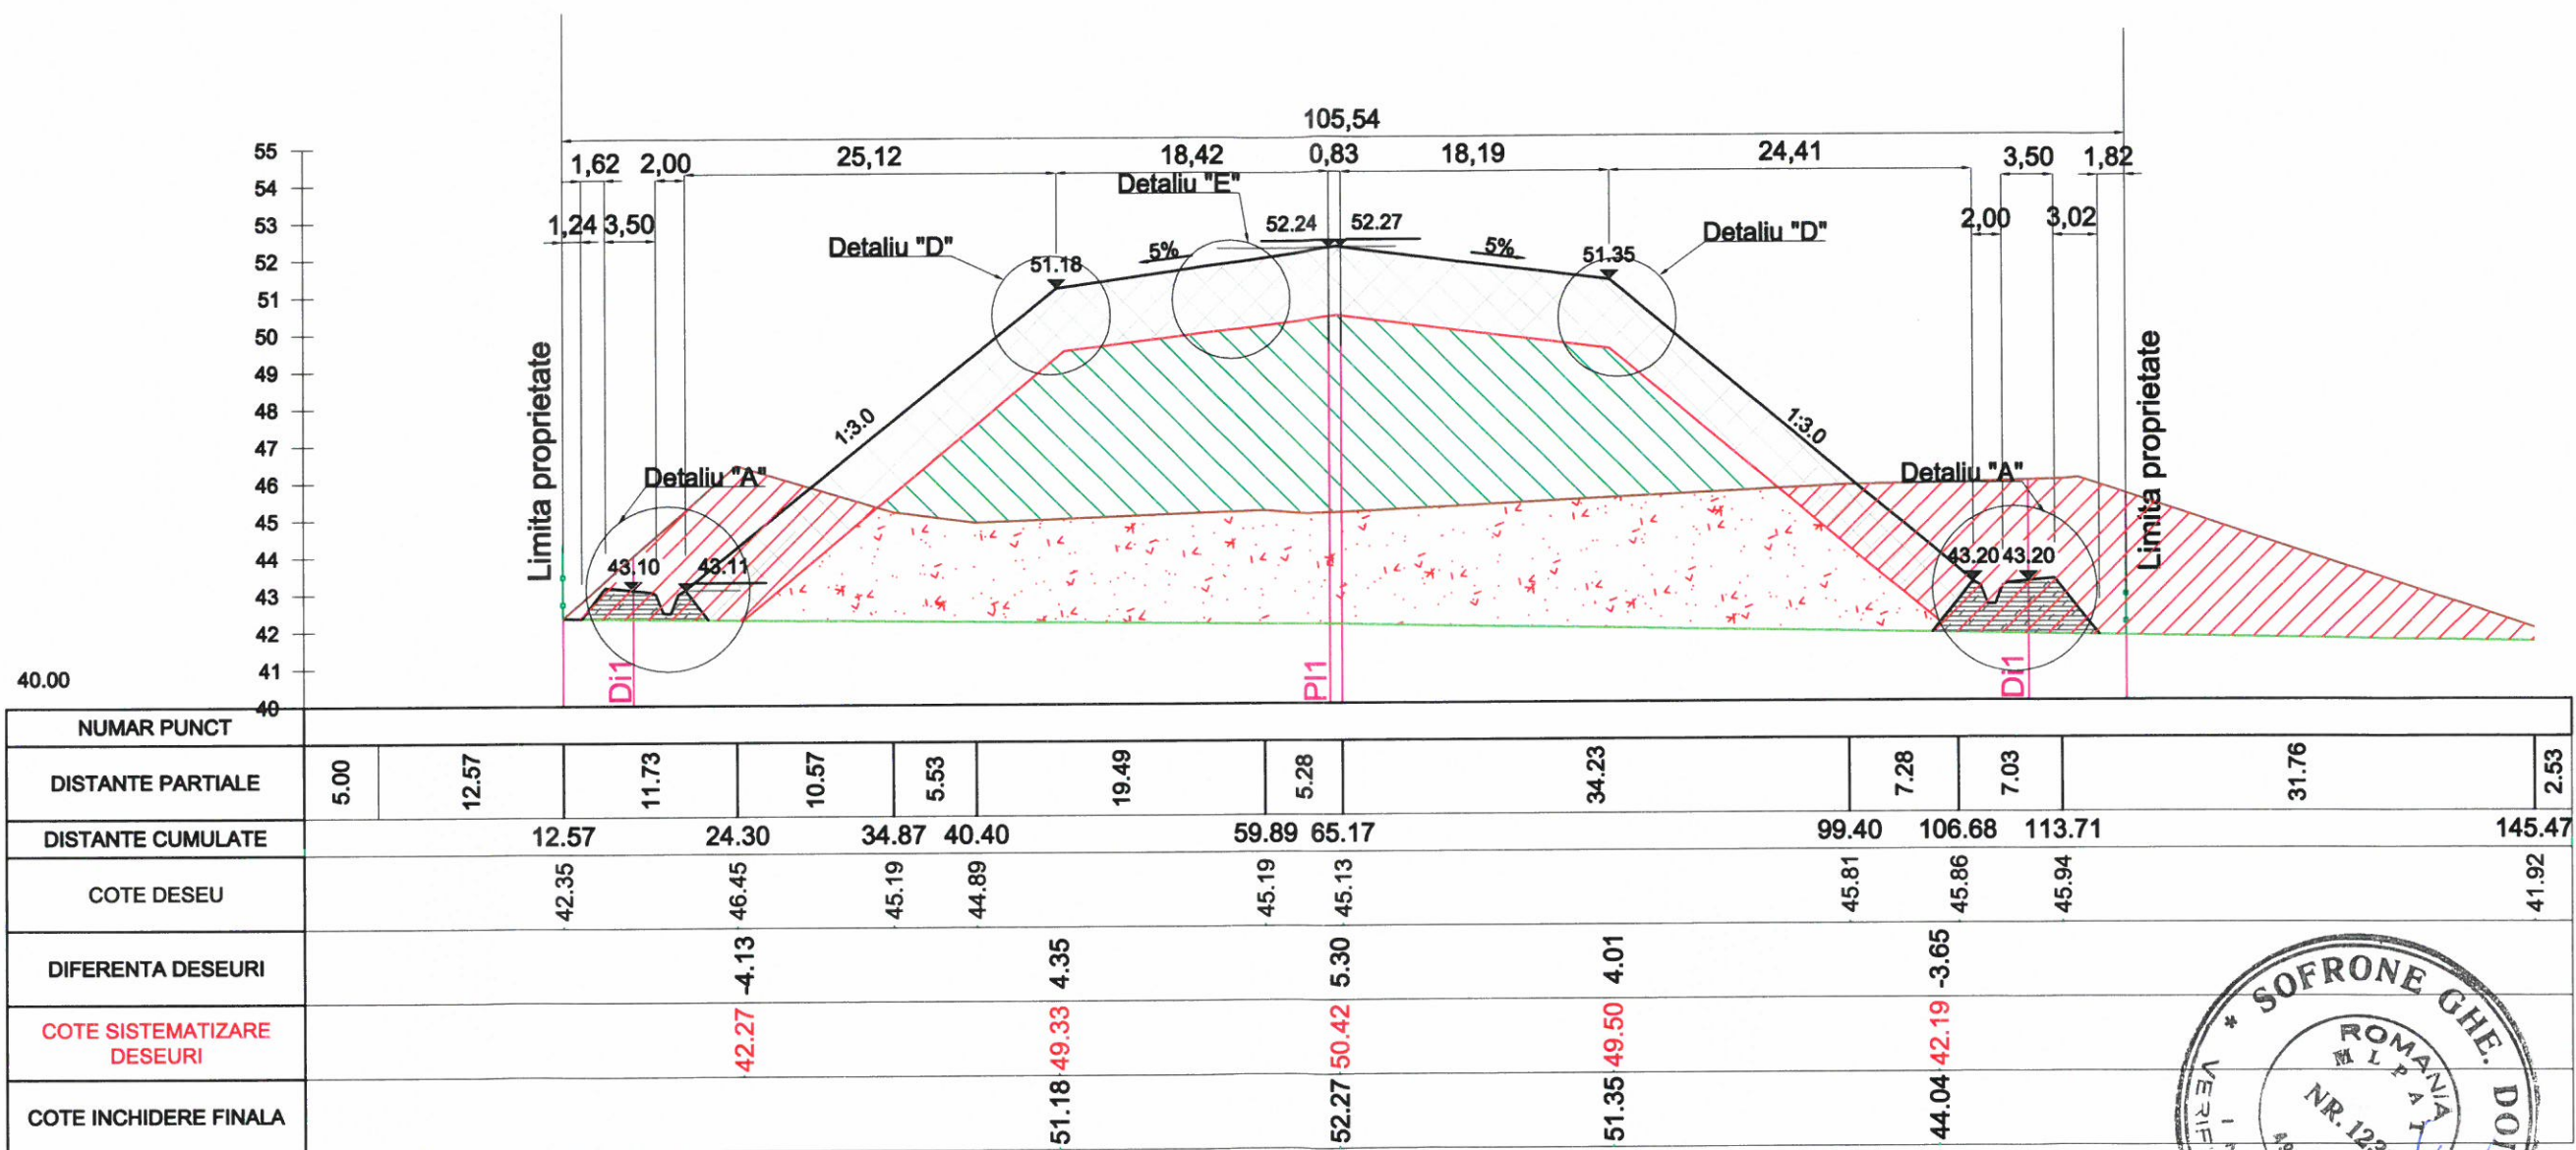 105,54
1,62 2,00 25,12 18,42 0,83 18,19 24,41 3,50 1,82
1,24 3,50 2,00 3,02
Detaliu "E"
Detaliu "D" 52.24 52.27 Detaliu "D"
51.18 5% 5% 51.35
55
54
53
52
51
50
49
48
47
46
45
44
43
42
41
40
40.00
Limita proprietate
Limita proprietate
1:3.0 1:3.0
Detaliu "A" Detaliu "A"
43.10 43.11 43.20 43.20
Di1 PI1 Di1
NUMAR PUNCT
DISTANTE PARTIALE 5.00 12.57 11.73 10.57 5.53 19.49 5.28 34.23 7.28 7.03 31.76 2.53
DISTANTE CUMULATE 12.57 24.30 34.87 40.40 59.89 65.17 99.40 106.68 113.71 145.47
COTE DESEU 42.35 46.45 45.19 44.89 45.19 45.13 45.81 45.86 45.94 41.92
DIFERENTA DESEURI -4.13 4.35 5.30 4.01 -3.65
COTE SISTEMATIZARE
DESEURI 42.27 49.33 50.42 49.50 42.19
COTE INCHIDERE FINALA 51.18 52.27 51.35 44.04
* SOFRONE GHE.
ROMANIA
MLPAT